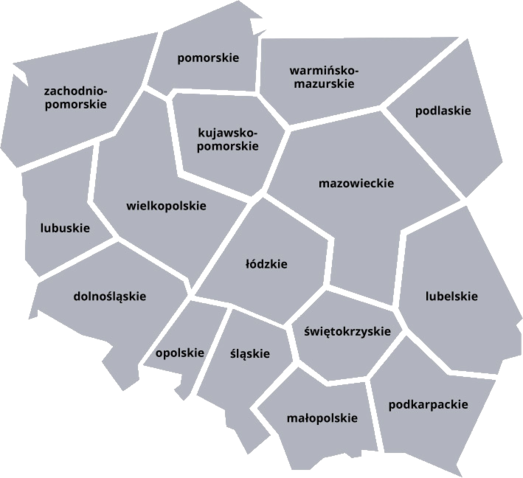 pomorskie
warmińsko-
mazurskie
zachodnio-
pomorskie
podlaskie
kujawsko-
pomorskie
mazowieckie
wielkopolskie
lubuskie
łódzkie
dolnośląskie
lubelskie
świętokrzyskie
opolskie
śląskie
podkarpackie
małopolskie